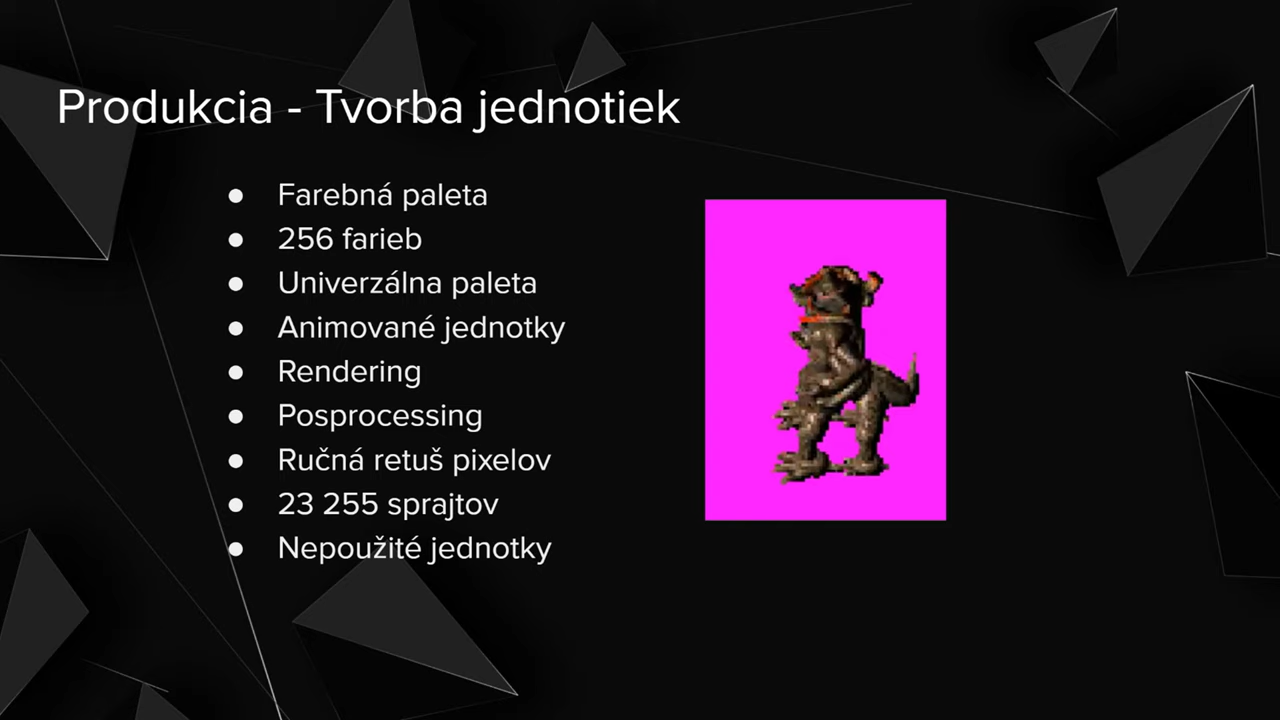 Produkcia - Tvorba jednotiek
● Farebná paleta
● 256 farieb
● Univerzálna paleta
● Animované jednotky
● Rendering
● Posprocessing
● Ručná retuš pixelov
● 23 255 sprajtov
● Nepoužité jednotky